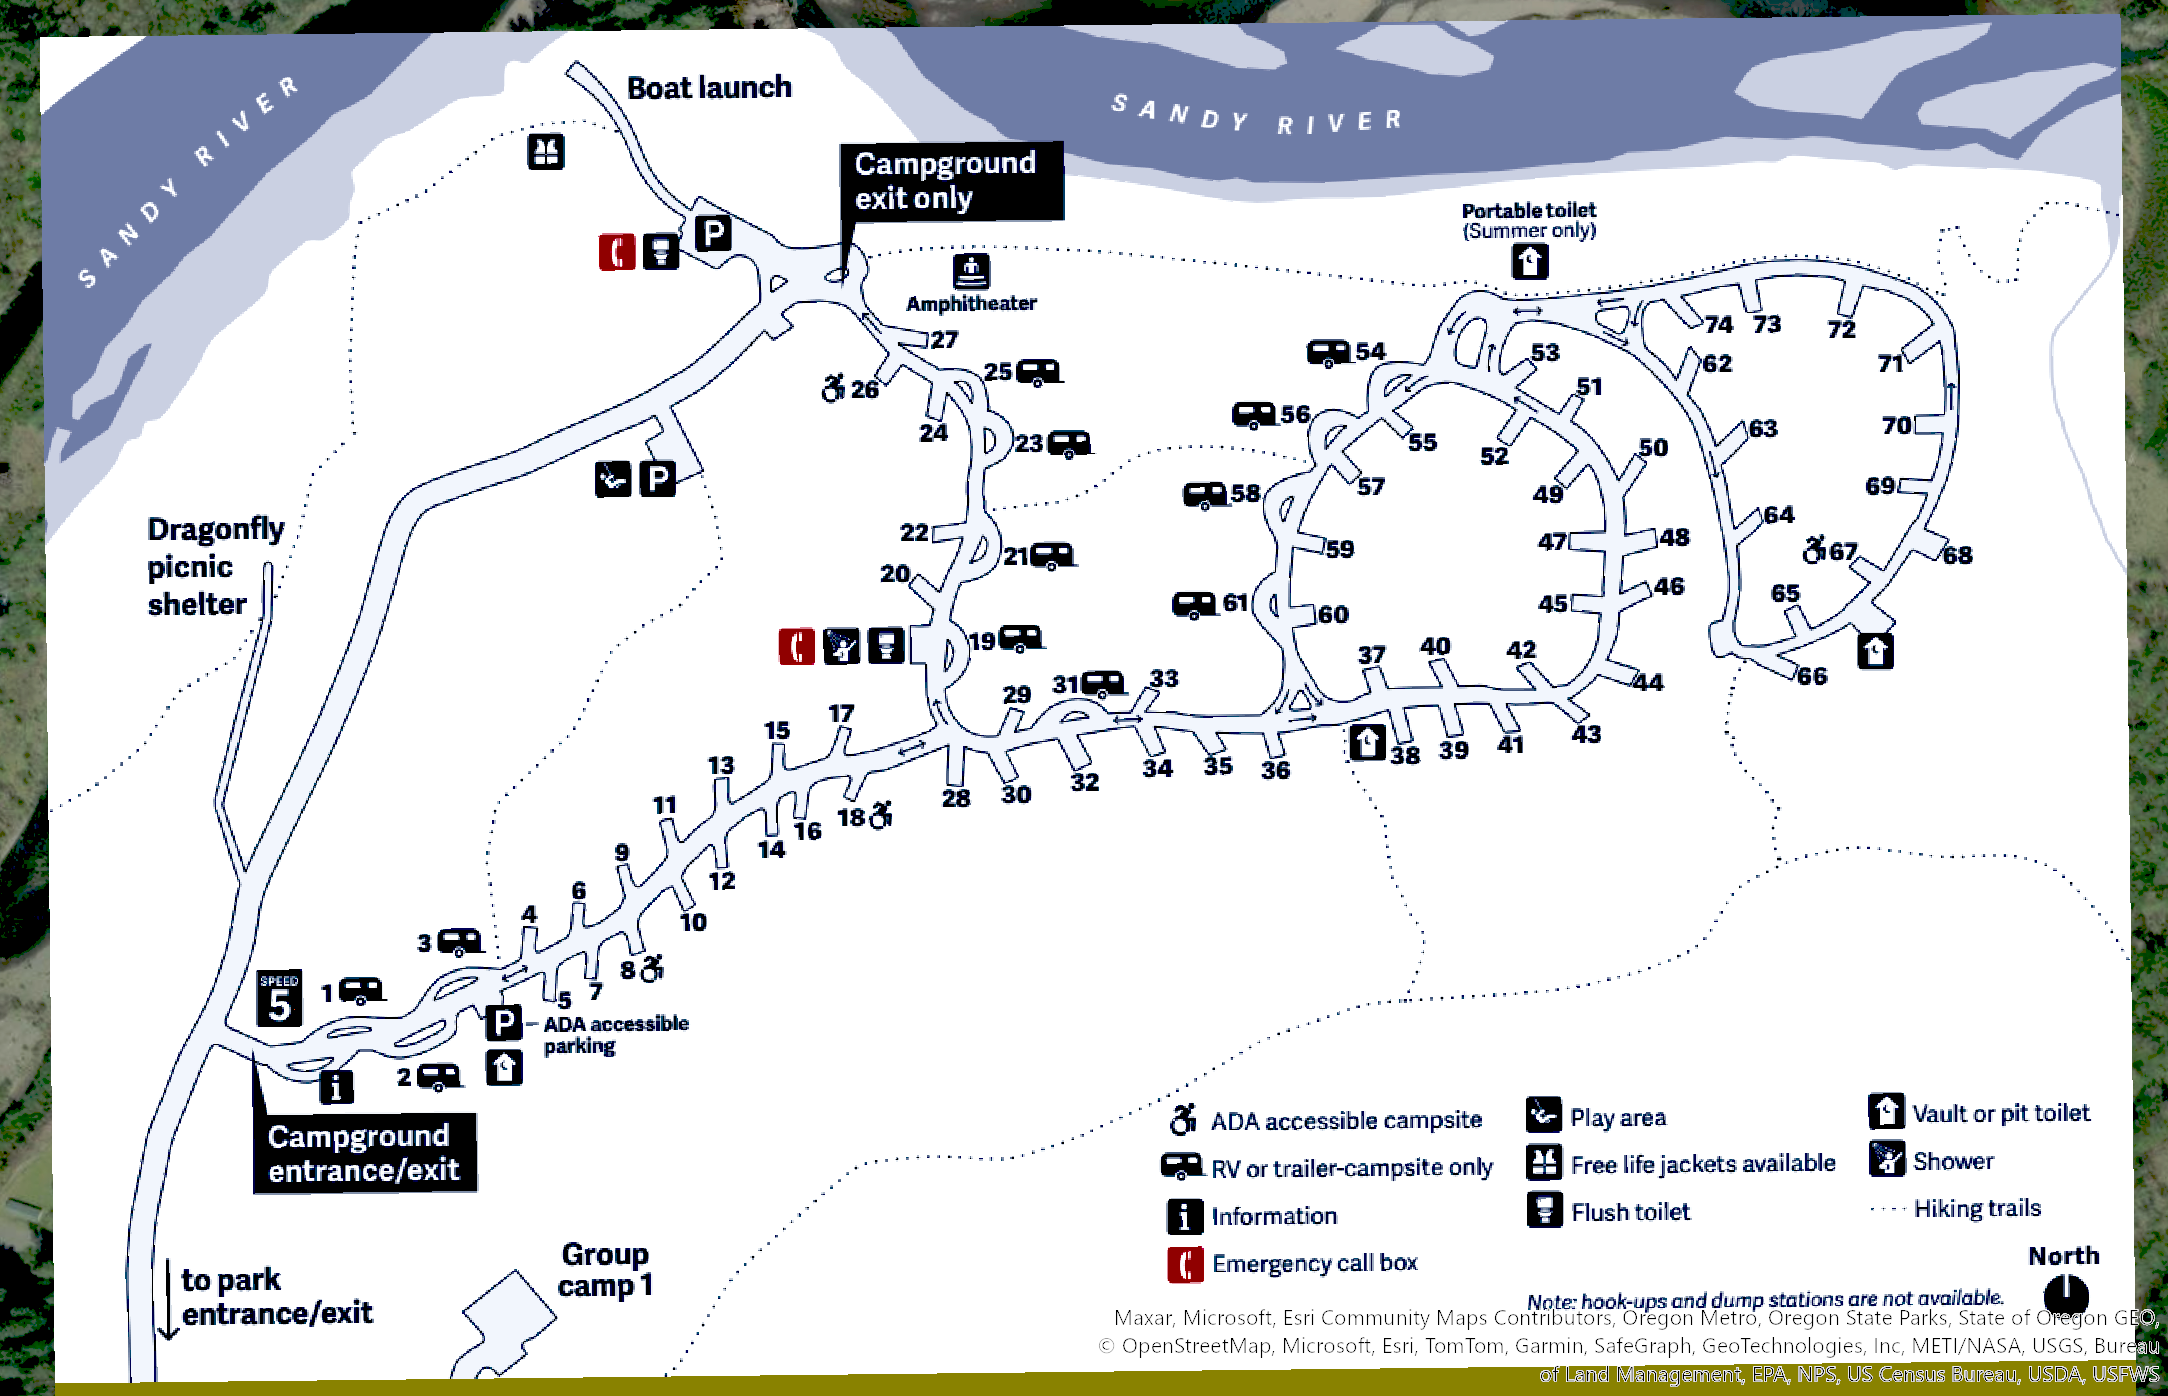 Boat launch
SANDY RIVER
SANDY RIVER
Campground
exit only
Portable toilet
(Summer only)
P
Amphitheater
27
25
26
24
23
22
21
20
19
P
Dragonfly
picnic
shelter
54
53
74
73
72
71
62
56
55
51
52
50
63
70
58
57
49
69
59
47
48
64
67
68
61
60
45
46
65
66
37
40
42
44
33
31
29
17
15
13
28
30
32
34
35
36
38
39
41
43
11
18
16
14
12
9
10
6
4
8
7
5
3
SPEED
5
1
2
P
ADA accessible
parking
i
Campground
entrance/exit
Group
camp 1
to park
entrance/exit
ADA accessible campsite
RV or trailer-campsite only
i Information
Emergency call box
Play area
Free life jackets available
Flush toilet
Vault or pit toilet
Shower
Hiking trails
North
Note: hook-ups and dump stations are not available.
Maxar, Microsoft, Esri Community Maps Contributors, Oregon Metro, Oregon State Parks, State of Oregon GEO,
© OpenStreetMap, Microsoft, Esri, TomTom, Garmin, SafeGraph, GeoTechnologies, Inc, METI/NASA, USGS, Bureau
of Land Management, EPA, NPS, US Census Bureau, USDA, USFWS